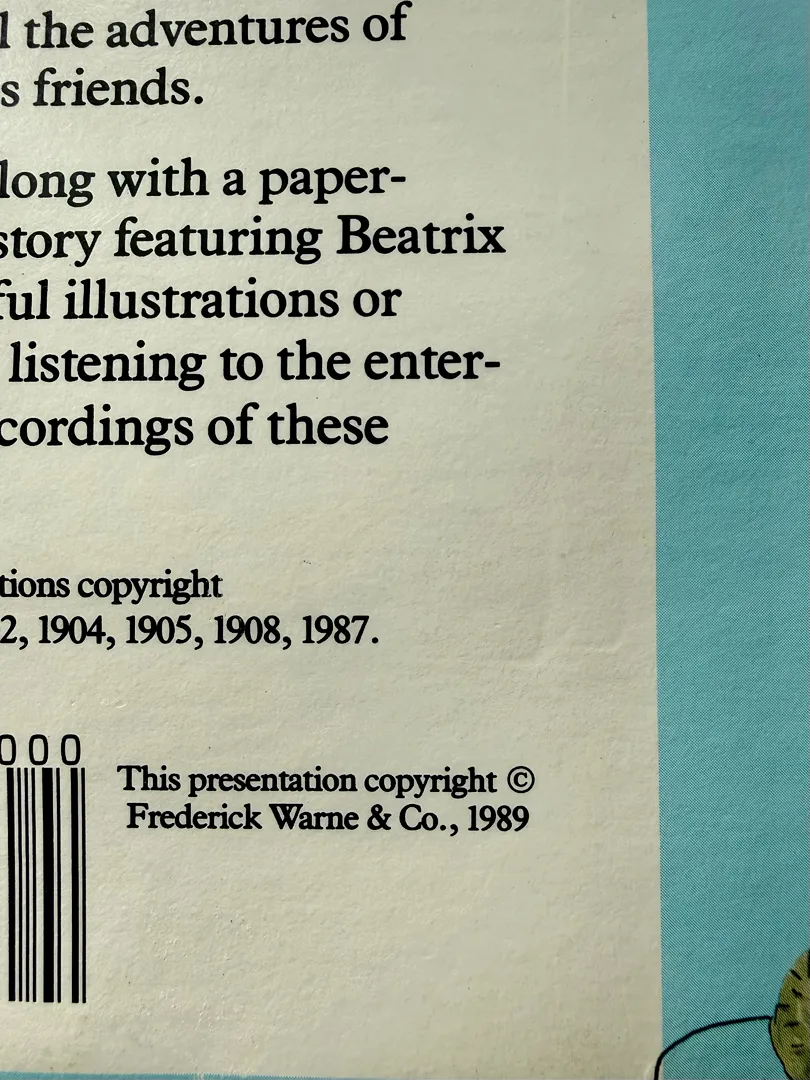 l the adventures of
s friends.
long with a paper-
story featuring Beatrix
ful illustrations or
listening to the enter-
cordings of these
tions copyright
2, 1904, 1905, 1908, 1987.
000
This presentation copyright ©
Frederick Warne & Co., 1989